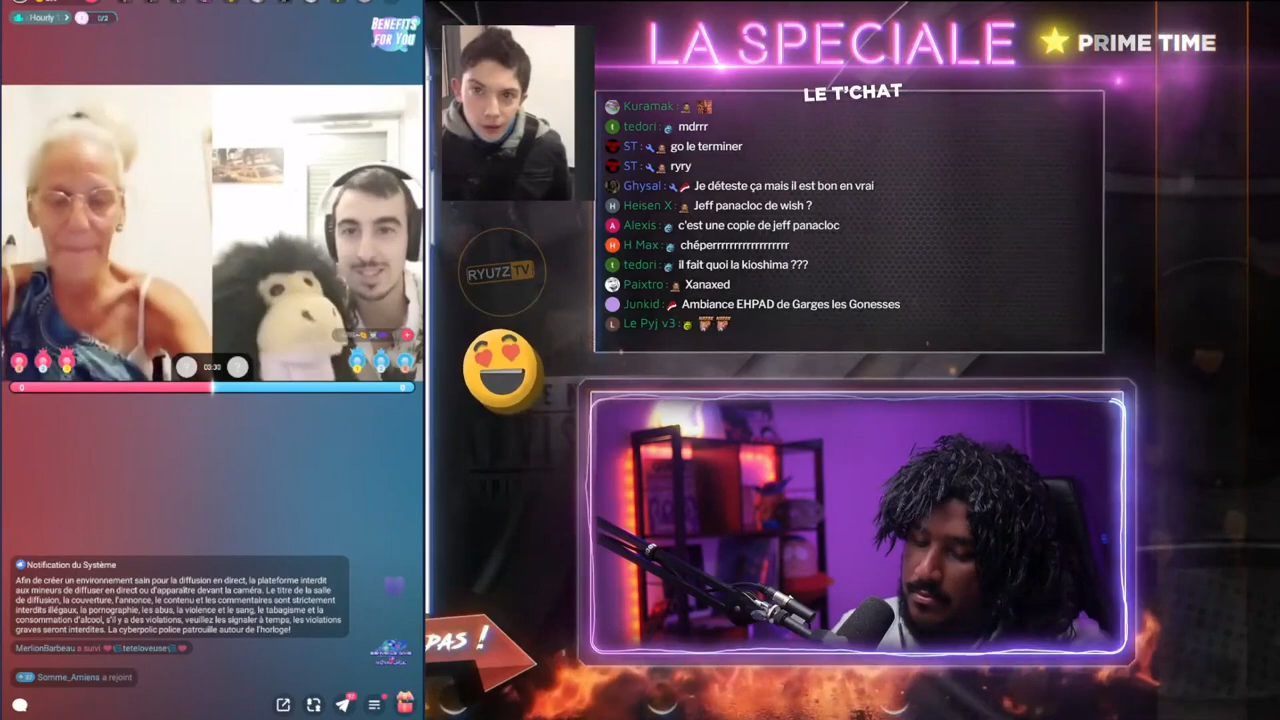 Hourly
0/3
BENEFITS
FOR YOU
00:30
0
0
Notification du Système
Afin de créer un environnement sain pour la diffusion en direct, la plateforme interdit
aux mineurs de diffuser en direct ou d'apparaître devant la caméra. Le titre de la salle
de diffusion, la couverture, l'annonce, le contenu et les commentaires sont strictement
interdits illégaux, la pornographie, les abus, la violence et le sang, le tabagisme et la
consommation d'alcool, s'il y a des violations, veuillez les signaler à temps, les violations
graves seront interdites. La cyberpolic police patrouille autour de l'horloge!
MerlionBarbeau a suivi teteloveuse
Somme_Amiens a rejoint
LA SPECIALE
PRIME TIME
LE T'CHAT
Kuramak :
t tedori : mdrrr
ST : go le terminer
ST : ryry
Ghysal : Je déteste ça mais il est bon en vrai
H Heisen X : Jeff panacloc de wish ?
A Alexis : c'est une copie de jeff panacloc
H H Max : chéperrrrrrrrrrrrrrrrr
t tedori : il fait quoi la kioshima ???
Paixtro : Xanaxed
Junkid : Ambiance EHPAD de Garges les Gonesses
L Le Pyj v3 :
RYU7Z TV
PAS !